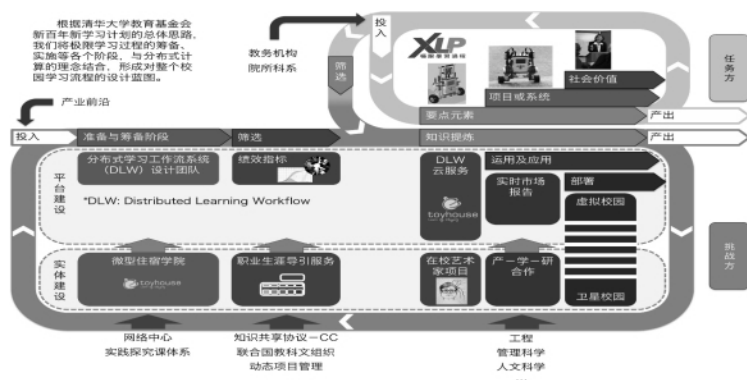 根据清华大学教育基金会
新百年新学习计划的总体思路，
我们将极限学习过程的筹备、
实施等各个阶段，与分布式计
算的理念结合，形成对整个校
园学习流程的设计蓝图。
教务机构
院所科系
投入
筛选
XLP
社会价值
项目或系统
要点元素
产出
任务方
产业前沿
投入
准备与筹备阶段
筛选
知识提炼
产出
平台建设
分布式学习工作流系统
（DLW）设计团队
绩效指标
*DLW: Distributed Learning Workflow
DLW
云服务
toyhouse
运用及应用
实时市场
报告
部署
虚拟校园
挑战方
实体建设
微型住宿学院
toyhouse
职业生涯导引服务
在校艺术
家项目
产－学－研
合作
卫星校园
网络中心
实践探究课体系
知识共享协议－CC
联合国教科文组织
动态项目管理
工程
管理科学
人文科学
...